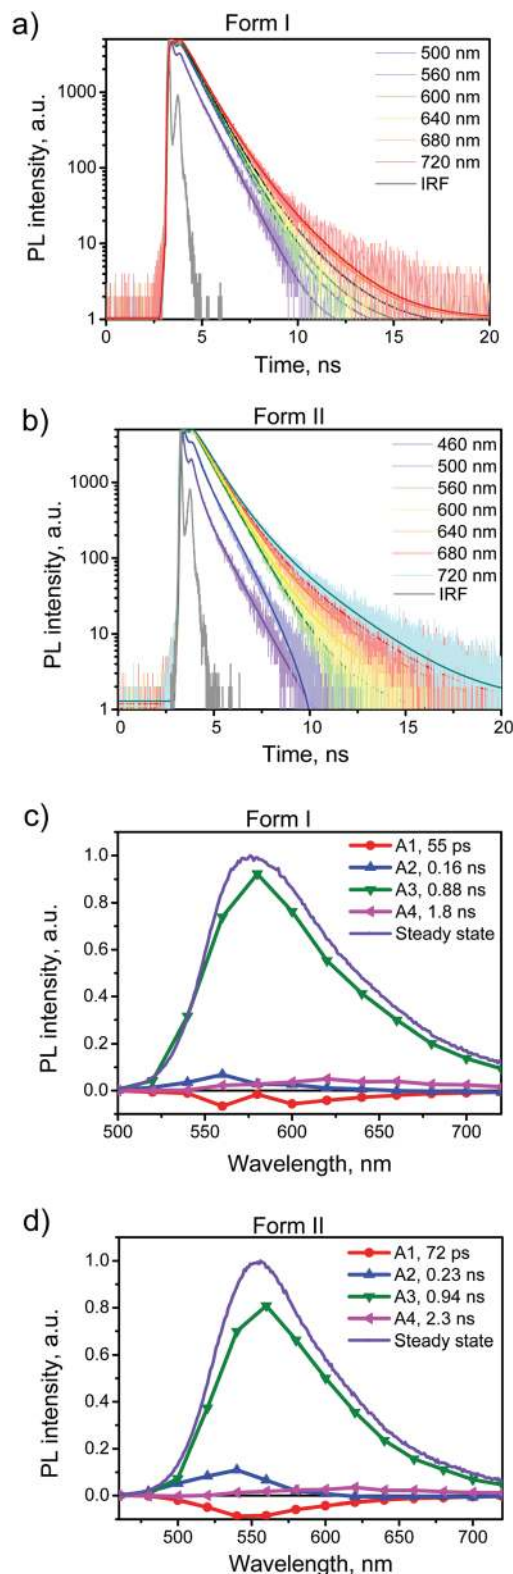 a)
Form I
PL intensity, a.u.
1000
100
10
1
500 nm
560 nm
600 nm
640 nm
680 nm
720 nm
IRF
0
5
10
15
20
Time, ns
b)
Form II
PL intensity, a.u.
1000
100
10
1
460 nm
500 nm
560 nm
600 nm
640 nm
680 nm
720 nm
IRF
0
5
10
15
20
Time, ns
c)
Form I
PL intensity, a.u.
1.0
0.8
0.6
0.4
0.2
0.0
A1, 55 ps
A2, 0.16 ns
A3, 0.88 ns
A4, 1.8 ns
Steady state
500
550
600
650
700
Wavelength, nm
d)
Form II
PL intensity, a.u.
1.0
0.8
0.6
0.4
0.2
0.0
A1, 72 ps
A2, 0.23 ns
A3, 0.94 ns
A4, 2.3 ns
Steady state
500
550
600
650
700
Wavelength, nm